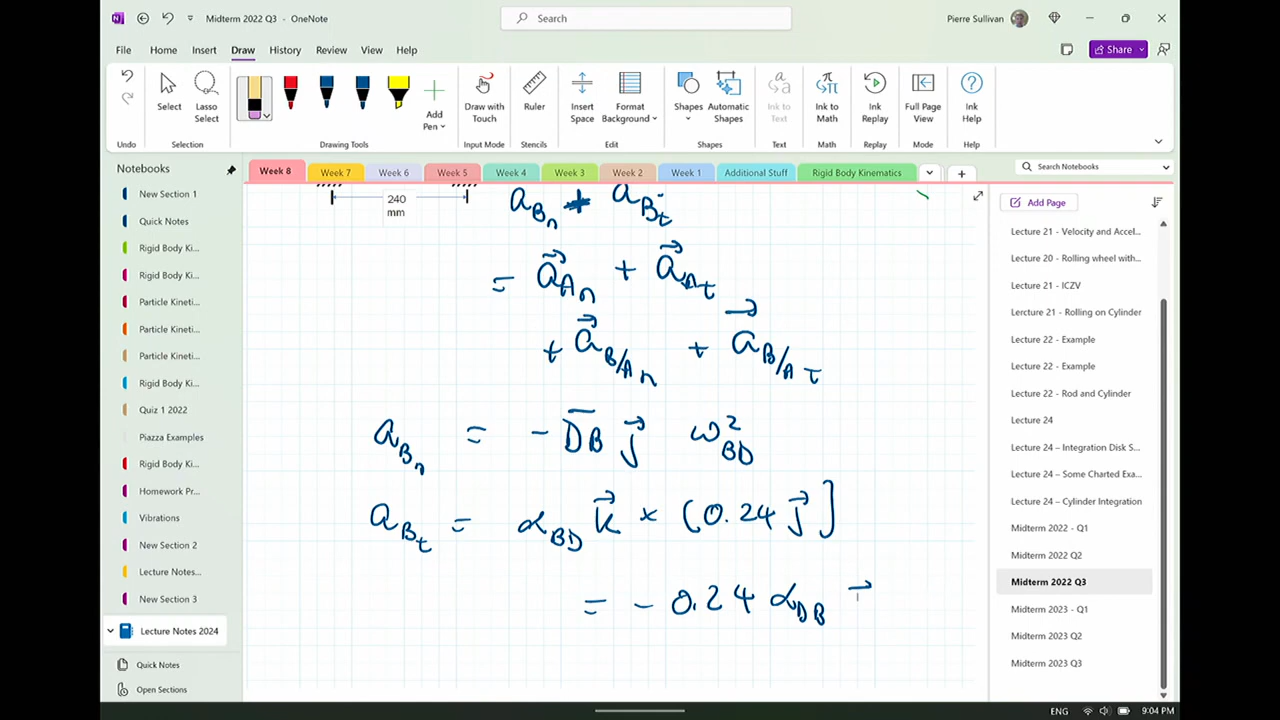 Midterm 2022 Q3 - OneNote
Search
Pierre Sullivan
File Home Insert Draw History Review View Help
Share
Undo
Select
Lasso Select
Add Pen
Draw with Touch
Ruler
Insert Space
Format Background
Shapes
Automatic Shapes
Ink to Text
Ink to Math
Ink Replay
Full Page View
Ink Help
Undo Selection Drawing Tools Input Mode Stencils Edit Shapes Text Math Replay View Help
Notebooks
Week 8 Week 7 Week 6 Week 5 Week 4 Week 3 Week 2 Week 1 Additional Stuff Rigid Body Kinematics
Search Notebooks
New Section 1
Quick Notes
Rigid Body Ki...
Rigid Body Ki...
Particle Kineti...
Particle Kineti...
Particle Kineti...
Rigid Body Ki...
Quiz 1 2022
Piazza Examples
Rigid Body Ki...
Homework Pr...
Vibrations
New Section 2
Lecture Notes...
New Section 3
Lecture Notes 2024
Quick Notes
Open Sections
240
mm
a_Bn + a_Bt
= a⃗_An + a⃗_At
+ a⃗_B/An + a⃗_B/At
a_Bn = - D̅B̅ j⃗ ω²_BD
a_Bt = α_BD k⃗ × (0.24 j⃗]
= - 0.24 α_DB →
Add Page
Lecture 21 - Velocity and Accel...
Lecture 20 - Rolling wheel with...
Lecture 21 - ICZV
Lercture 21 - Rolling on Cylinder
Lecture 22 - Example
Lecture 22 - Example
Lecture 22 - Rod and Cylinder
Lecture 24
Lecture 24 – Integration Disk S...
Lecture 24 – Some Charted Exa...
Lecture 24 – Cylinder Integration
Midterm 2022 - Q1
Midterm 2022 Q2
Midterm 2022 Q3
Midterm 2023 - Q1
Midterm 2023 Q2
Midterm 2023 Q3
ENG
9:04 PM